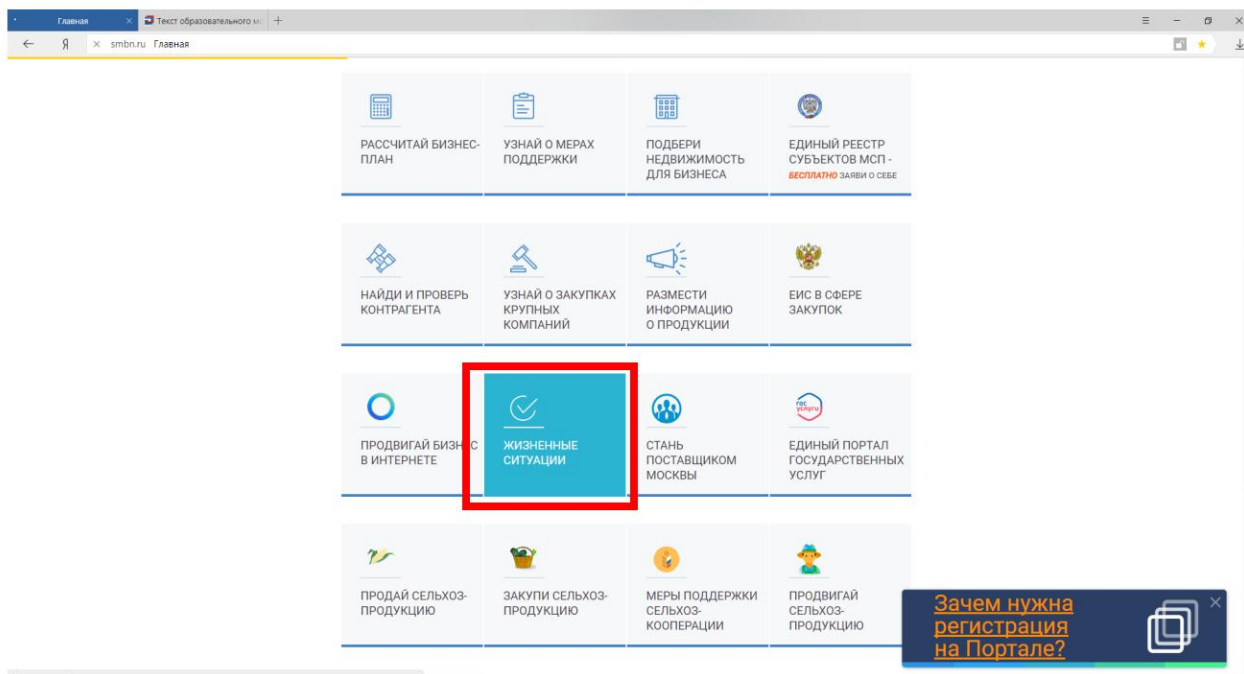 Главная
Текст образовательного мо
smbn.ru Главная
РАССЧИТАЙ БИЗНЕС-
ПЛАН
УЗНАЙ О МЕРАХ
ПОДДЕРЖКИ
ПОДБЕРИ
НЕДВИЖИМОСТЬ
ДЛЯ БИЗНЕСА
ЕДИНЫЙ РЕЕСТР
СУБЪЕКТОВ МСП -
БЕСПЛАТНО ЗАЯВИ О СЕБЕ
НАЙДИ И ПРОВЕРЬ
КОНТРАГЕНТА
УЗНАЙ О ЗАКУПКАХ
КРУПНЫХ
КОМПАНИЙ
РАЗМЕСТИ
ИНФОРМАЦИЮ
О ПРОДУКЦИИ
ЕИС В СФЕРЕ
ЗАКУПОК
ПРОДВИГАЙ БИЗНЕС
В ИНТЕРНЕТЕ
ЖИЗНЕННЫЕ
СИТУАЦИИ
СТАНЬ
ПОСТАВЩИКОМ
МОСКВЫ
гос
услуги
ЕДИНЫЙ ПОРТАЛ
ГОСУДАРСТВЕННЫХ
УСЛУГ
ПРОДАЙ СЕЛЬХОЗ-
ПРОДУКЦИЮ
ЗАКУПИ СЕЛЬХОЗ-
ПРОДУКЦИЮ
МЕРЫ ПОДДЕРЖКИ
СЕЛЬХОЗ-
КООПЕРАЦИИ
ПРОДВИГАЙ
СЕЛЬХОЗ-
ПРОДУКЦИЮ
Зачем нужна
регистрация
на Портале?